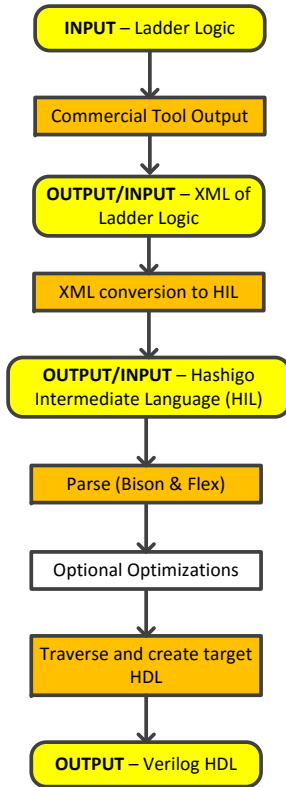 INPUT – Ladder Logic
Commercial Tool Output
OUTPUT/INPUT – XML of
Ladder Logic
XML conversion to HIL
OUTPUT/INPUT – Hashigo
Intermediate Language (HIL)
Parse (Bison & Flex)
Optional Optimizations
Traverse and create target
HDL
OUTPUT – Verilog HDL